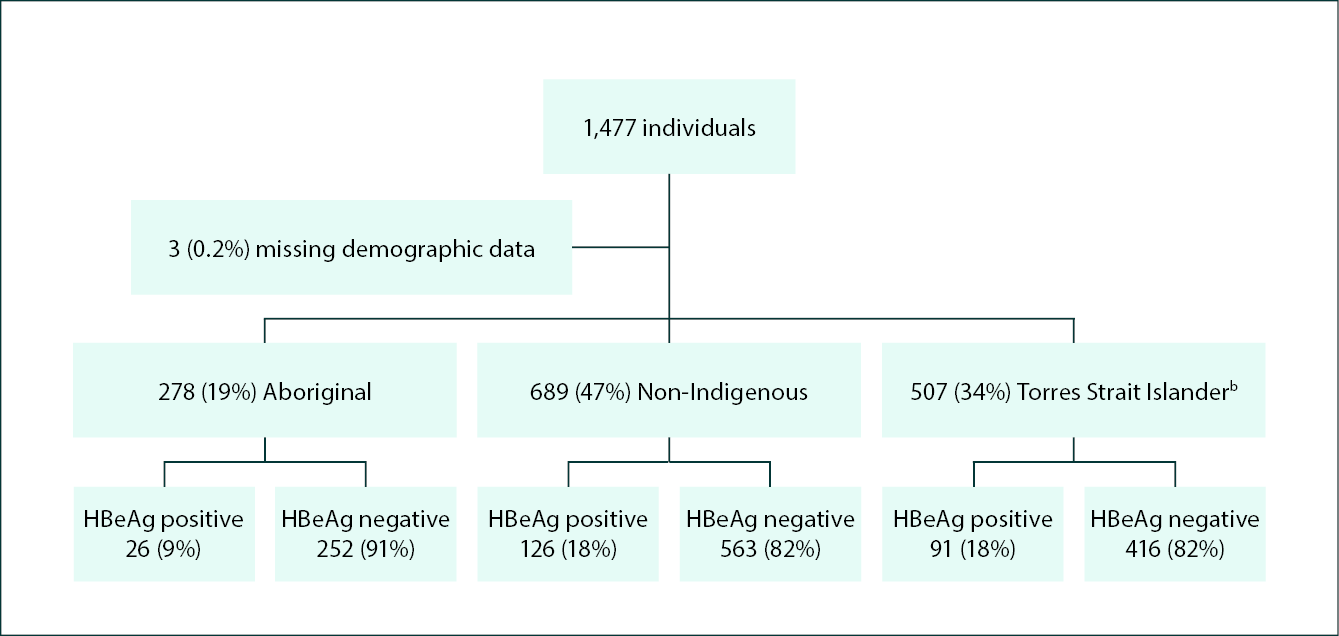 1,477 individuals
3 (0.2%) missing demographic data
278 (19%) Aboriginal
689 (47%) Non-Indigenous
507 (34%) Torres Strait Islanderᵇ
HBeAg positive
26 (9%)
HBeAg negative
252 (91%)
HBeAg positive
126 (18%)
HBeAg negative
563 (82%)
HBeAg positive
91 (18%)
HBeAg negative
416 (82%)